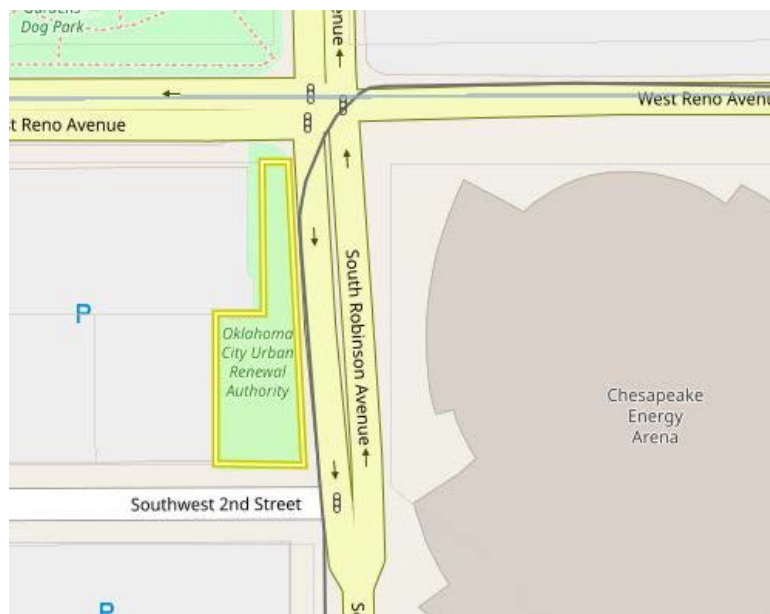 Dog Park
West Reno Avenu
t Reno Avenue
P
South Robinson Avenue
Oklahoma
City Urban
Renewal
Authority
Chesapeake
Energy
Arena
Southwest 2nd Street
P